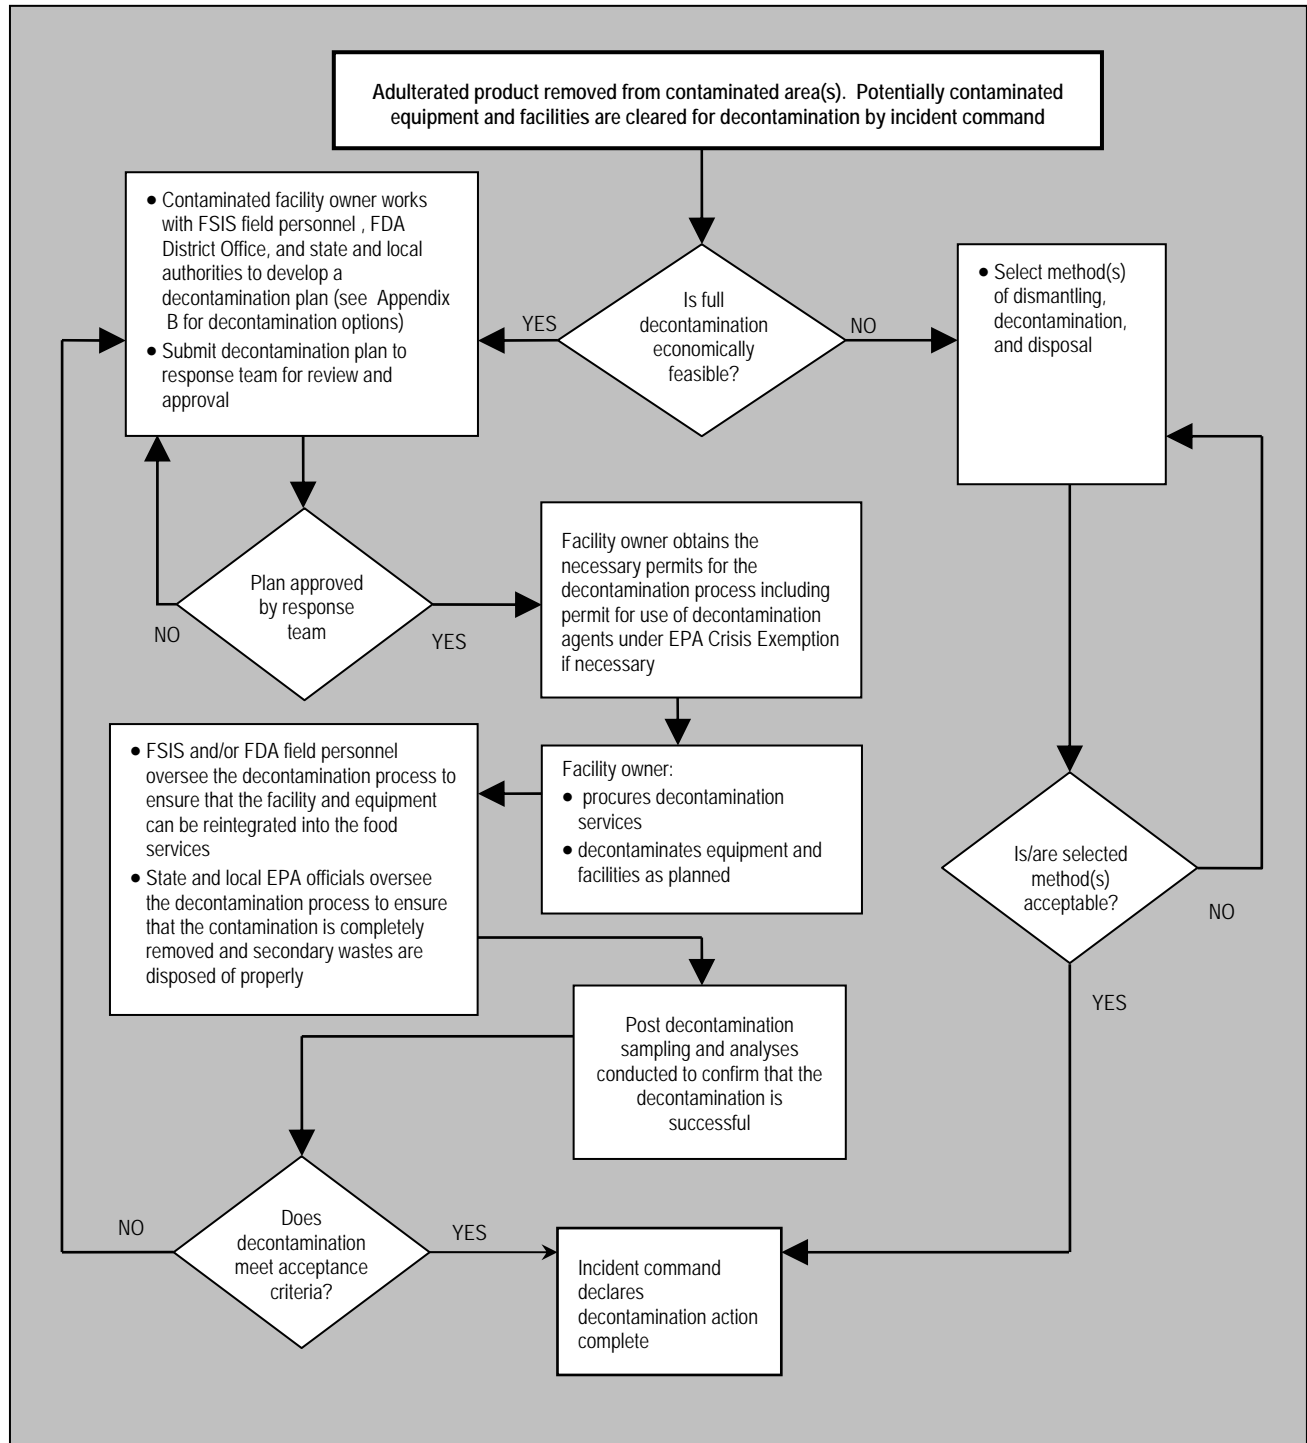 Adulterated product removed from contaminated area(s).  Potentially contaminated
equipment and facilities are cleared for decontamination by incident command
• Contaminated facility owner works
with FSIS field personnel , FDA
District Office, and state and local
authorities to develop a
decontamination plan (see  Appendix
B for decontamination options)
• Submit decontamination plan to
response team for review and
approval
YES
Is full
decontamination
economically
feasible?
NO
• Select method(s)
of dismantling,
decontamination,
and disposal
Plan approved
by response
team
NO
YES
Facility owner obtains the
necessary permits for the
decontamination process including
permit for use of decontamination
agents under EPA Crisis Exemption
if necessary
• FSIS and/or FDA field personnel
oversee the decontamination process to
ensure that the facility and equipment
can be reintegrated into the food
services
• State and local EPA officials oversee
the decontamination process to ensure
that the contamination is completely
removed and secondary wastes are
disposed of properly
Facility owner:
• procures decontamination
services
• decontaminates equipment and
facilities as planned
Is/are selected
method(s)
acceptable?
NO
YES
Post decontamination
sampling and analyses
conducted to confirm that the
decontamination is
successful
NO
Does
decontamination
meet acceptance
criteria?
YES
Incident command
declares
decontamination action
complete